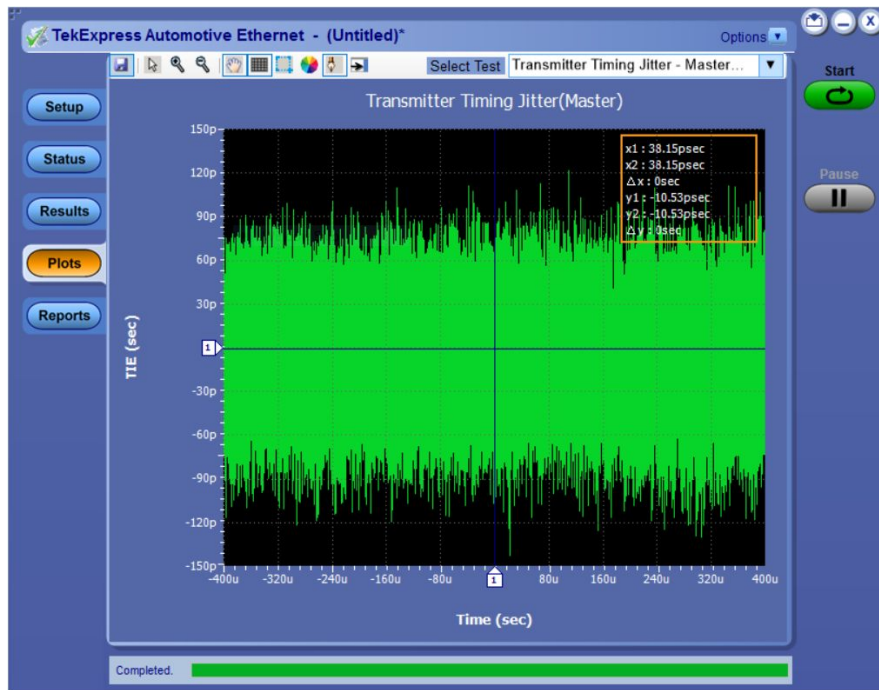 TekExpress Automotive Ethernet - (Untitled)*
Options
Select Test
Transmitter Timing Jitter - Master...
Start
Pause
Setup
Status
Results
Plots
Reports
Transmitter Timing Jitter(Master)
x1 : 38.15psec
x2 : 38.15psec
Δx : 0sec
y1 : -10.53psec
y2 : -10.53psec
Δy : 0sec
TIE (sec)
150p
120p
90p
60p
30p
1
-30p
-60p
-90p
-120p
-150p
-400u -320u -240u -160u -80u 1 80u 160u 240u 320u 400u
Time (sec)
Completed.